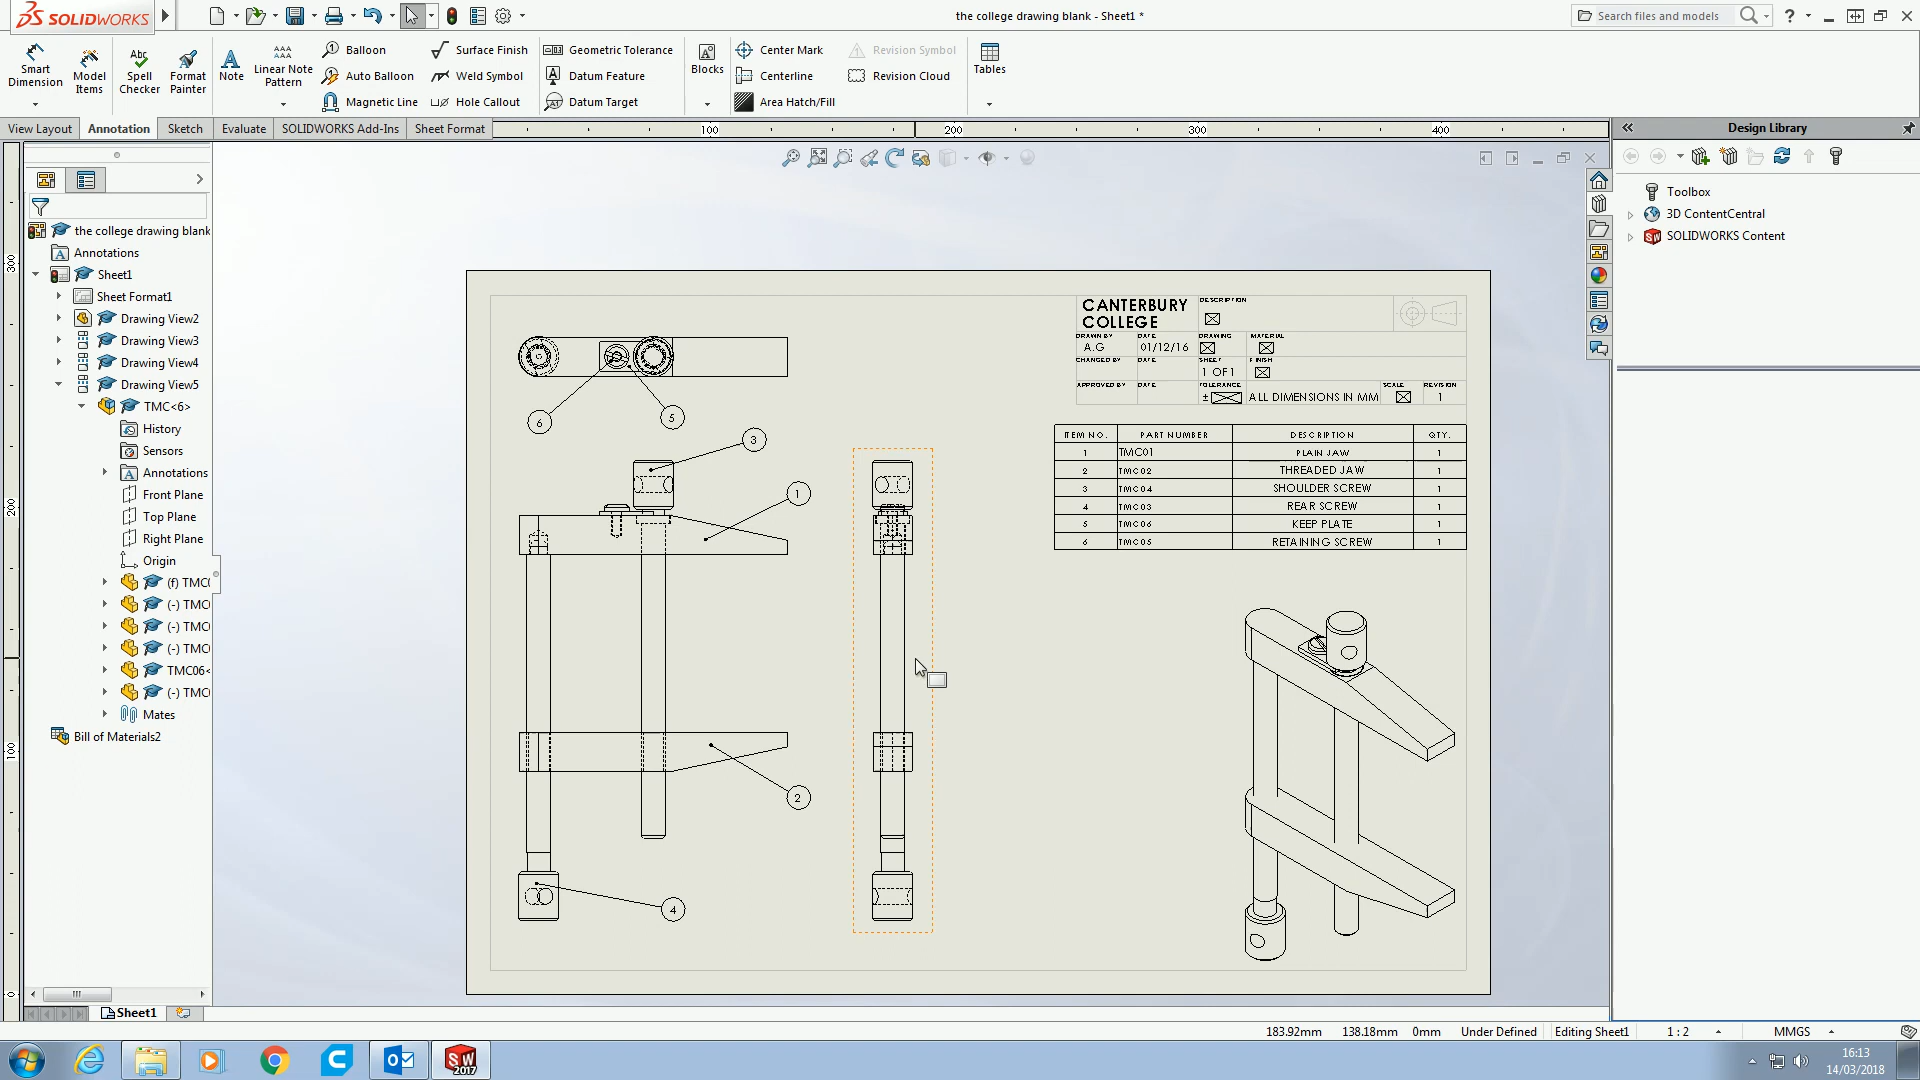 SOLIDWORKS
the college drawing blank - Sheet1 *
Search files and models
Smart Dimension
Model Items
Spell Checker
Format Painter
Note
Linear Note Pattern
Balloon
Auto Balloon
Magnetic Line
Surface Finish
Weld Symbol
Hole Callout
Geometric Tolerance
Datum Feature
Datum Target
Blocks
Center Mark
Centerline
Area Hatch/Fill
Revision Symbol
Revision Cloud
Tables
View Layout
Annotation
Sketch
Evaluate
SOLIDWORKS Add-Ins
Sheet Format
100
200
300
400
Design Library
Toolbox
3D ContentCentral
SOLIDWORKS Content
300
200
100
0
the college drawing blank
Annotations
Sheet1
Sheet Format1
Drawing View2
Drawing View3
Drawing View4
Drawing View5
TMC<6>
History
Sensors
Annotations
Front Plane
Top Plane
Right Plane
Origin
(f) TMC(
(-) TMC
(-) TMC
(-) TMC
TMC06<
(-) TMC
Mates
Bill of Materials2
CANTERBURY COLLEGE
DESCRIPTION
DRAWN BY
A.G
DATE
01/12/16
DRAWING
MATERIAL
CHANGED BY
DATE
SHEET
1 OF1
FINISH
APPROVED BY
DATE
TOLERANCE
±
ALL DIMENSIONS IN MM
SCALE
REVISION
1
ITEM NO. PART NUMBER DESCRIPTION QTY.
1 TMC01 PLAIN JAW 1
2 TMC02 THREADED JAW 1
3 TMC04 SHOULDER SCREW 1
4 TMC03 REAR SCREW 1
5 TMC06 KEEP PLATE 1
6 TMC05 RETAINING SCREW 1
6
5
3
1
2
4
Sheet1
183.92mm 138.18mm 0mm Under Defined Editing Sheet1 1 : 2 MMGS
SW 2017
16:13
14/03/2018